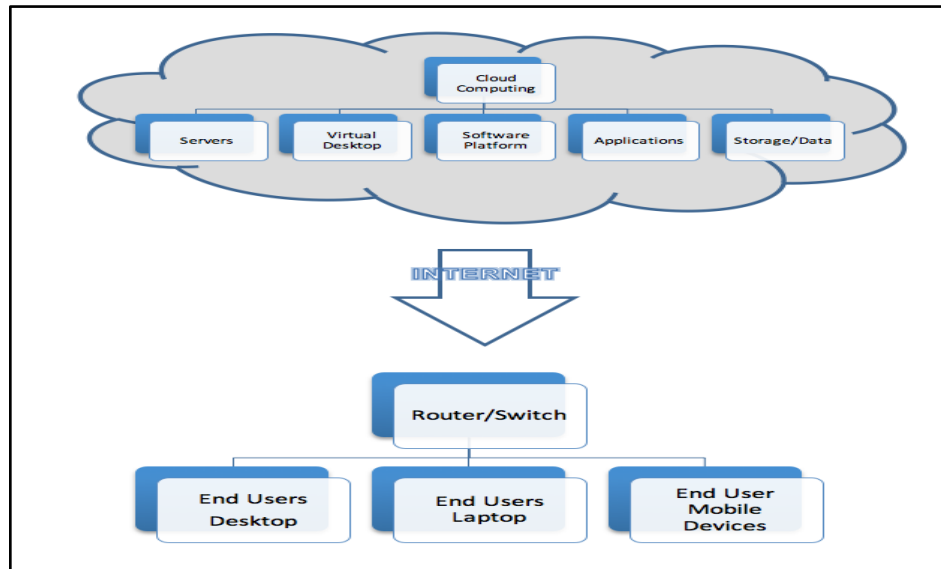 Cloud
Computing
Servers
Virtual
Desktop
Software
Platform
Applications
Storage/Data
INTERNET
Router/Switch
End Users
Desktop
End Users
Laptop
End User
Mobile
Devices